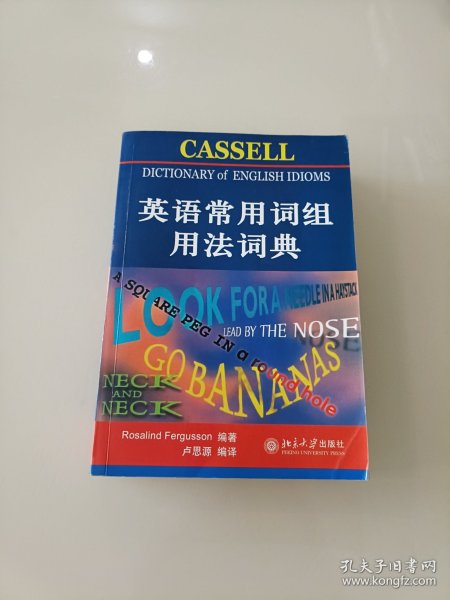 CASSELL
DICTIONARY of ENGLISH IDIOMS
英语常用词组
用法词典
A SQUARE PEG IN a round hole
LOOK FOR A NEEDLE IN A HAYSTACK
LEAD BY THE NOSE
NOSE
GO BANANAS
NECK
AND
NECK
Rosalind Fergusson 编著
卢思源 编译
北京大学出版社
PEKING UNIVERSITY PRESS
孔夫子旧书网
www.kongfz.com